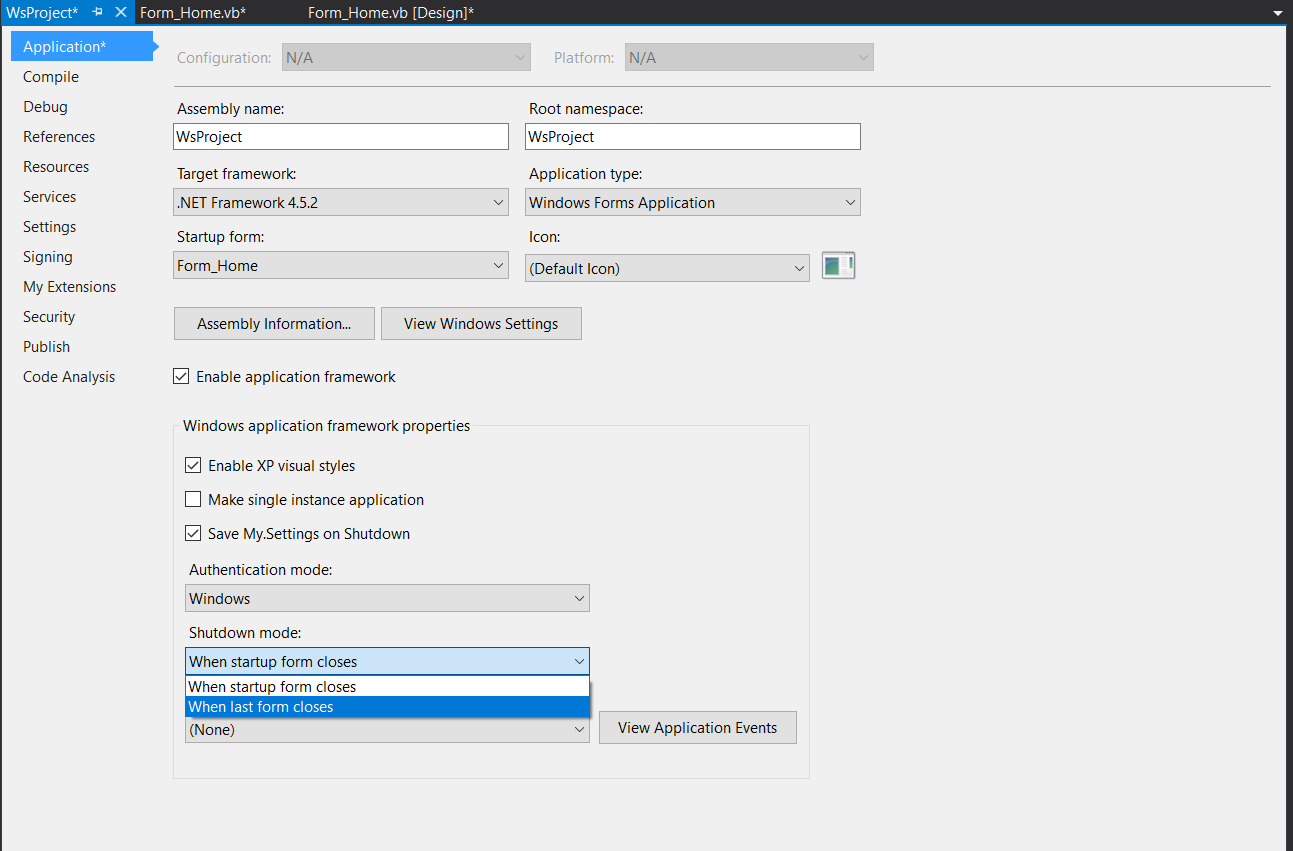 WsProject* Form_Home.vb* Form_Home.vb [Design]*
Application*
Compile
Debug
References
Resources
Services
Settings
Signing
My Extensions
Security
Publish
Code Analysis
Configuration: N/A Platform: N/A
Assembly name: Root namespace:
WsProject WsProject
Target framework: Application type:
.NET Framework 4.5.2 Windows Forms Application
Startup form: Icon:
Form_Home (Default Icon)
Assembly Information... View Windows Settings
Enable application framework
Windows application framework properties
Enable XP visual styles
Make single instance application
Save My.Settings on Shutdown
Authentication mode:
Windows
Shutdown mode:
When startup form closes
When startup form closes
When last form closes
(None) View Application Events